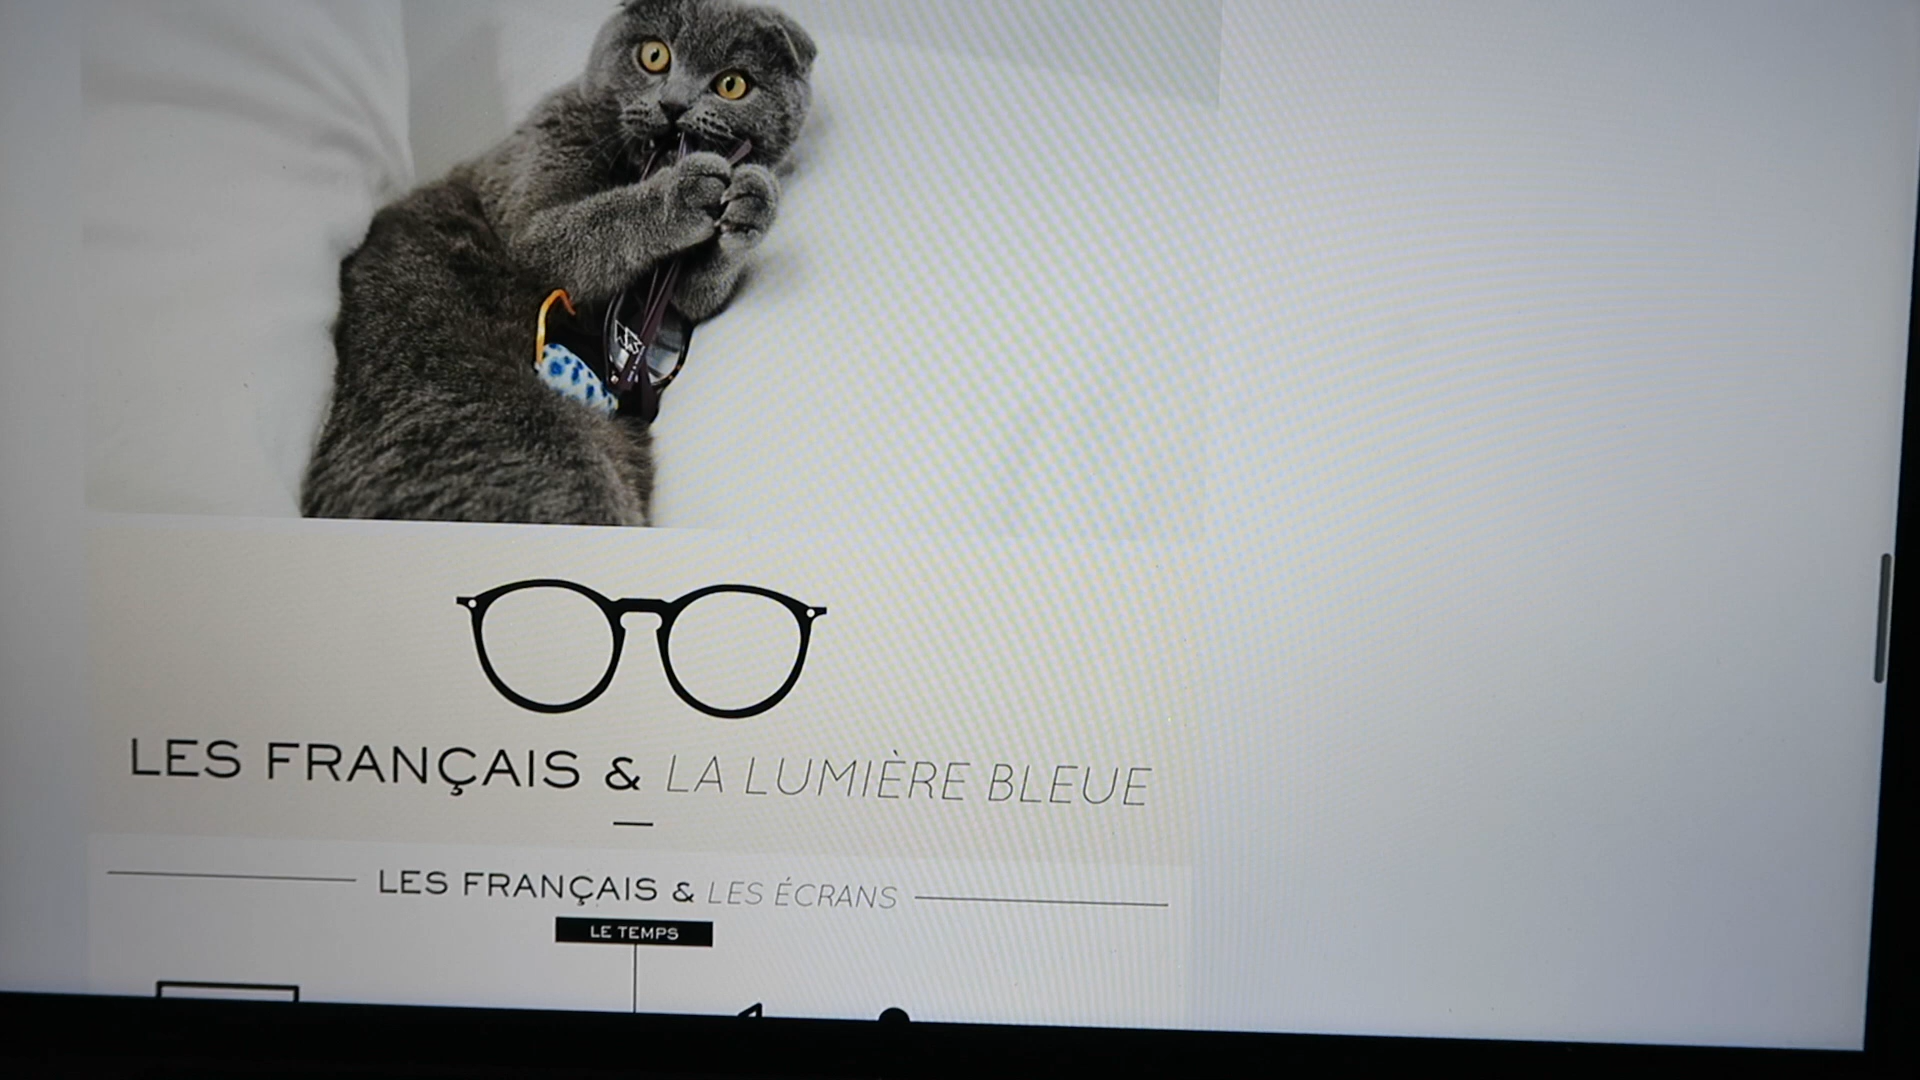 LES FRANÇAIS & LA LUMIÈRE BLEUE
LES FRANÇAIS & LES ÉCRANS
LE TEMPS